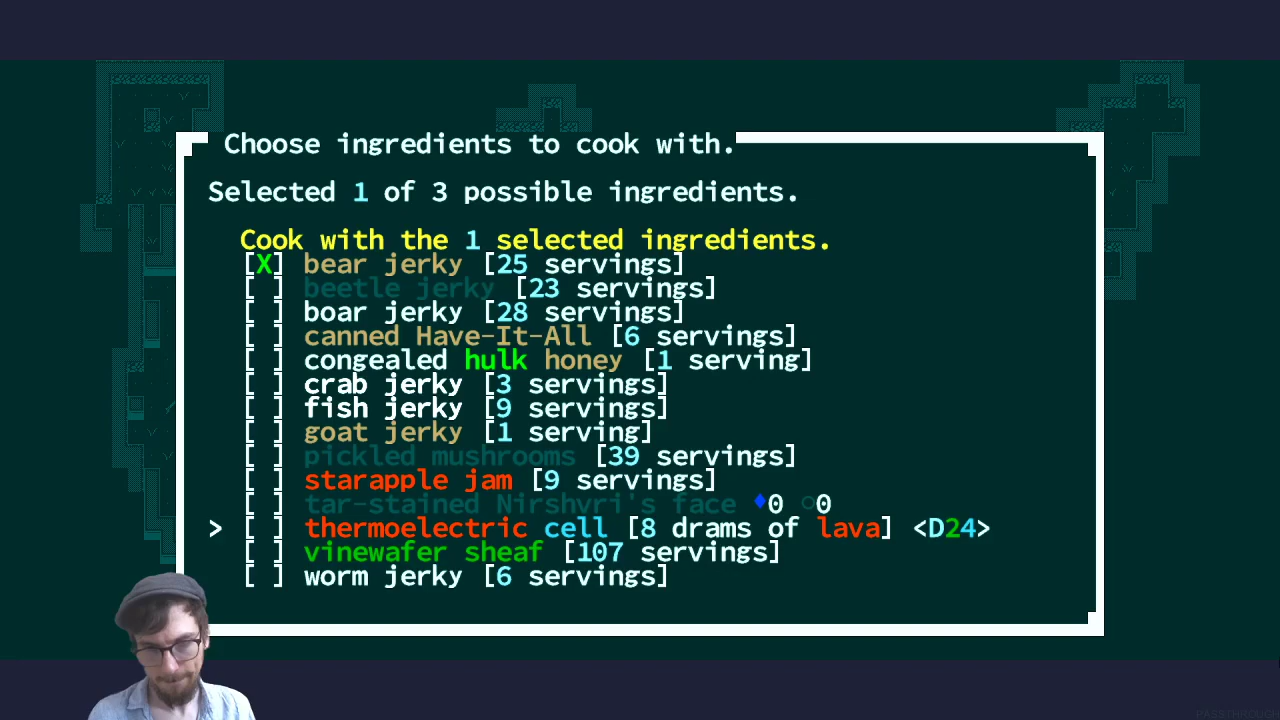 Choose ingredients to cook with.
Selected 1 of 3 possible ingredients.
Cook with the 1 selected ingredients.
[X] bear jerky [25 servings]
[ ] beetle jerky [23 servings]
[ ] boar jerky [28 servings]
[ ] canned Have-It-All [6 servings]
[ ] congealed hulk honey [1 serving]
[ ] crab jerky [3 servings]
[ ] fish jerky [9 servings]
[ ] goat jerky [1 serving]
[ ] pickled mushrooms [39 servings]
[ ] starapple jam [9 servings]
[ ] tar-stained Nirshvri's face ♦0 ○0
> [ ] thermoelectric cell [8 drams of lava] <D24>
[ ] vinewafer sheaf [107 servings]
[ ] worm jerky [6 servings]